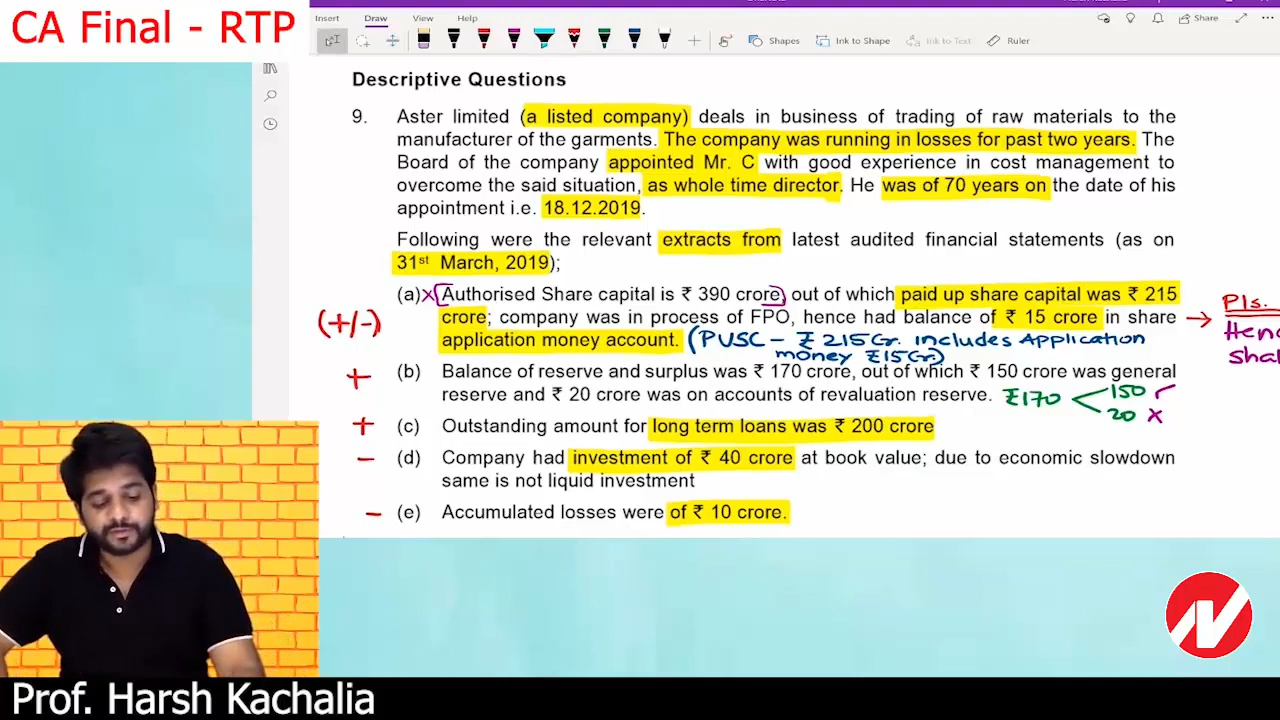 CA Final - RTP
Insert Draw View Help
Share
Shapes Ink to Shape Ink to Text Ruler
Descriptive Questions
9. Aster limited (a listed company) deals in business of trading of raw materials to the
manufacturer of the garments. The company was running in losses for past two years. The
Board of the company appointed Mr. C with good experience in cost management to
overcome the said situation, as whole time director. He was of 70 years on the date of his
appointment i.e. 18.12.2019.
Following were the relevant extracts from latest audited financial statements (as on
31st March, 2019);
(a) x [Authorised Share capital is ₹ 390 crore) out of which paid up share capital was ₹ 215
(+/-) crore; company was in process of FPO, hence had balance of ₹ 15 crore in share
application money account. (PUSC - ₹ 215 Cr. includes Application
money ₹15 Cr)
→ Pls.
Henc
Shal
+ (b) Balance of reserve and surplus was ₹ 170 crore, out of which ₹ 150 crore was general
reserve and ₹ 20 crore was on accounts of revaluation reserve. ₹170 < 150 ✓
20 x
+ (c) Outstanding amount for long term loans was ₹ 200 crore
- (d) Company had investment of ₹ 40 crore at book value; due to economic slowdown
same is not liquid investment
- (e) Accumulated losses were of ₹ 10 crore.
Prof. Harsh Kachalia